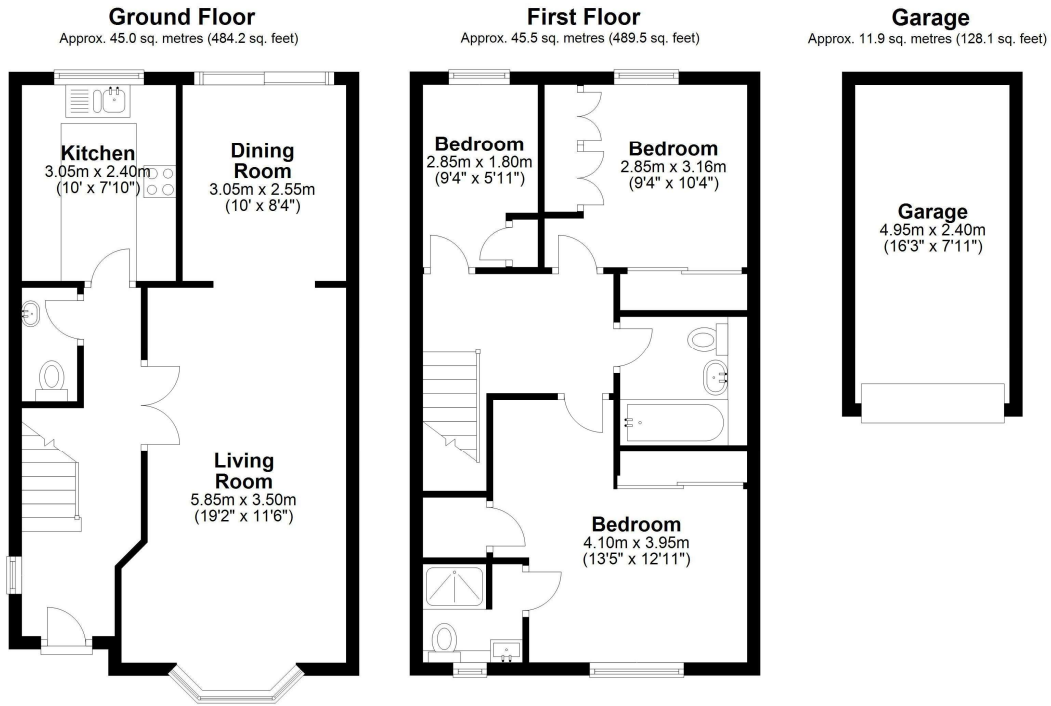 Ground Floor
Approx. 45.0 sq. metres (484.2 sq. feet)
Kitchen
3.05m x 2.40m
(10' x 7'10")
Dining
Room
3.05m x 2.55m
(10' x 8'4")
Living
Room
5.85m x 3.50m
(19'2" x 11'6")
First Floor
Approx. 45.5 sq. metres (489.5 sq. feet)
Bedroom
2.85m x 1.80m
(9'4" x 5'11")
Bedroom
2.85m x 3.16m
(9'4" x 10'4")
Bedroom
4.10m x 3.95m
(13'5" x 12'11")
Garage
Approx. 11.9 sq. metres (128.1 sq. feet)
Garage
4.95m x 2.40m
(16'3" x 7'11")